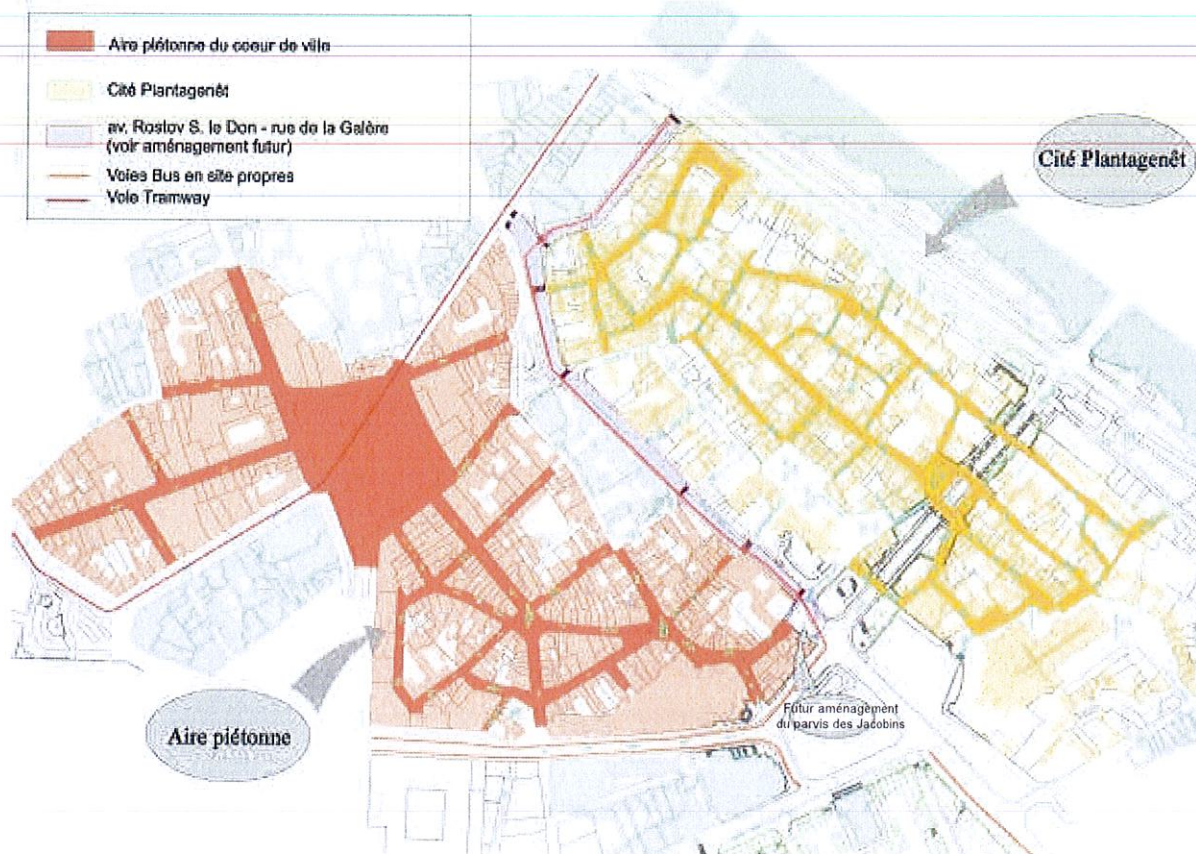 Aire piétonne du coeur de ville
Cité Plantagenêt
av. Rostov S. le Don - rue de la Galère
(voir aménagement futur)
Voies Bus en site propres
Voie Tramway
Cité Plantagenêt
Aire piétonne
Futur aménagement
du parvis des Jacobins